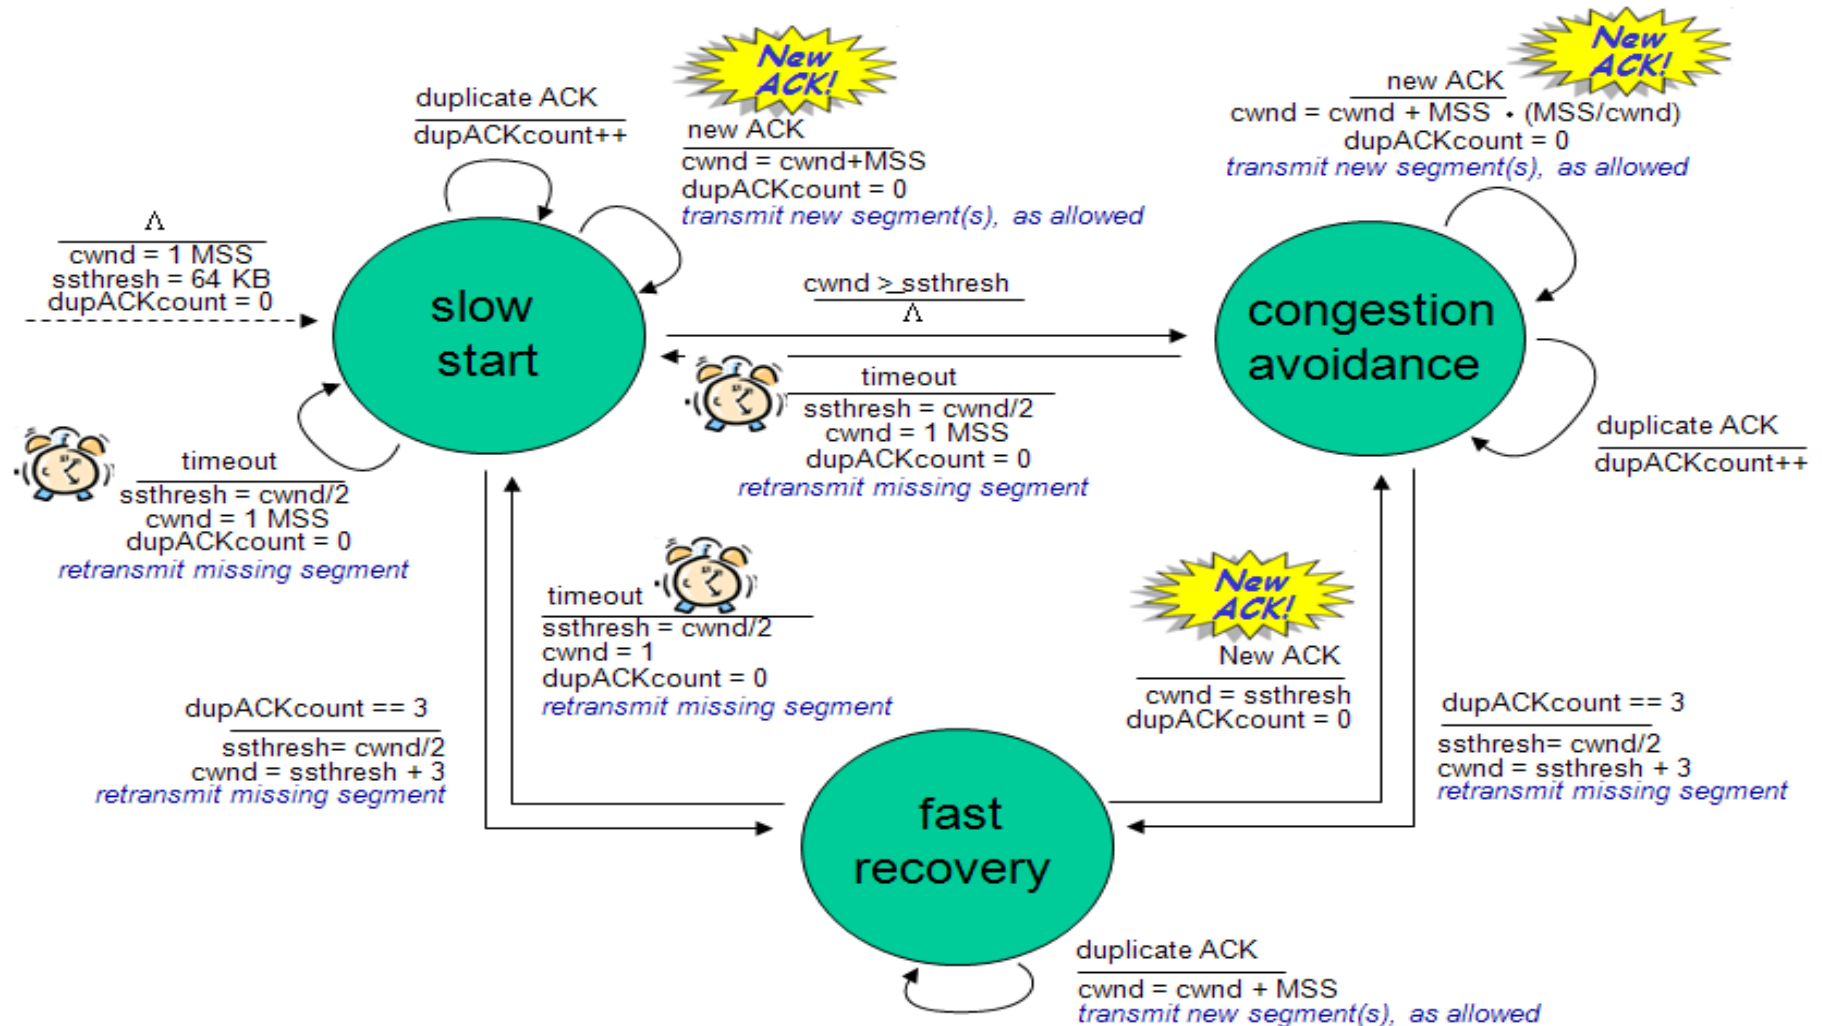 New
ACK!
duplicate ACK
dupACKcount++
new ACK
cwnd = cwnd+MSS
dupACKcount = 0
transmit new segment(s), as allowed
New
ACK!
new ACK
cwnd = cwnd + MSS • (MSS/cwnd)
dupACKcount = 0
transmit new segment(s), as allowed
Λ
cwnd = 1 MSS
ssthresh = 64 KB
dupACKcount = 0
slow
start
cwnd > ssthresh
Λ
congestion
avoidance
timeout
ssthresh = cwnd/2
cwnd = 1 MSS
dupACKcount = 0
retransmit missing segment
duplicate ACK
dupACKcount++
timeout
ssthresh = cwnd/2
cwnd = 1 MSS
dupACKcount = 0
retransmit missing segment
timeout
ssthresh = cwnd/2
cwnd = 1
dupACKcount = 0
retransmit missing segment
New
ACK!
New ACK
cwnd = ssthresh
dupACKcount = 0
dupACKcount == 3
ssthresh= cwnd/2
cwnd = ssthresh + 3
retransmit missing segment
dupACKcount == 3
ssthresh= cwnd/2
cwnd = ssthresh + 3
retransmit missing segment
fast
recovery
duplicate ACK
cwnd = cwnd + MSS
transmit new segment(s), as allowed